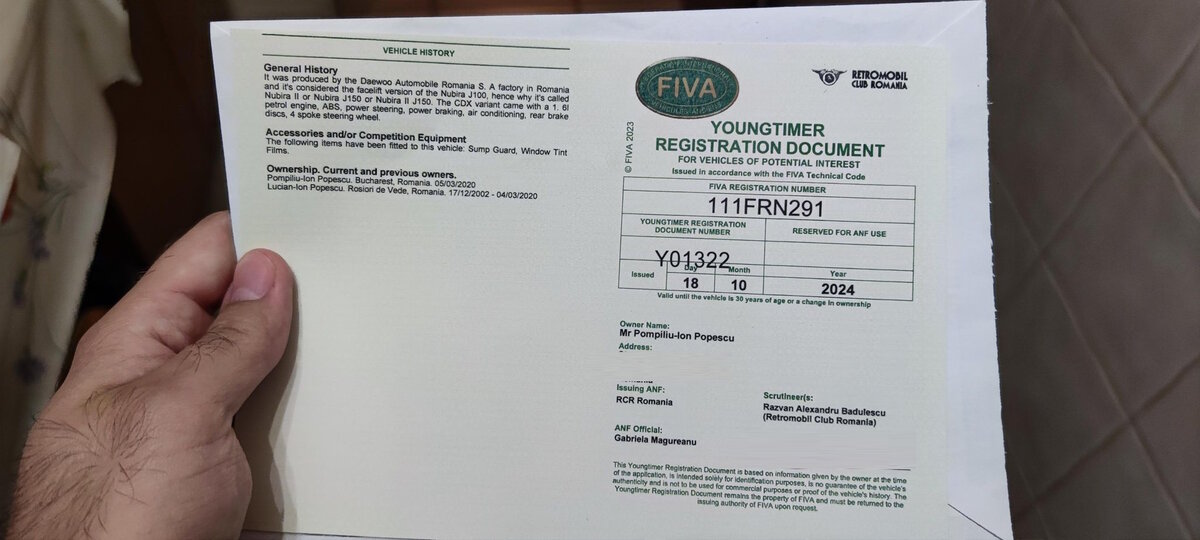 VEHICLE HISTORY
General History
It was produced by the Daewoo Automobile Romania S. A factory in Romania
and it's considered the facelift version of the Nubira J100, hence why it's called
Nubira II or Nubira J150 or Nubira II J150. The CDX variant came with a 1. 6l
petrol engine, ABS, power steering, power braking, air conditioning, rear brake
discs, 4 spoke steering wheel.
Accessories and/or Competition Equipment
The following items have been fitted to this vehicle: Sump Guard, Window Tint
Films.
Ownership. Current and previous owners.
Pompiliu-Ion Popescu. Bucharest, Romania. 05/03/2020
Lucian-Ion Popescu. Rosiori de Vede, Romania. 17/12/2002 - 04/03/2020
FIVA
RETROMOBIL
CLUB ROMANIA
© FIVA 2023
YOUNGTIMER
REGISTRATION DOCUMENT
FOR VEHICLES OF POTENTIAL INTEREST
Issued in accordance with the FIVA Technical Code
FIVA REGISTRATION NUMBER
111FRN291
YOUNGTIMER REGISTRATION
DOCUMENT NUMBER
RESERVED FOR ANF USE
Y01322
Issued
Day
Month
Year
18
10
2024
Valid until the vehicle is 30 years of age or a change in ownership
Owner Name:
Mr Pompiliu-Ion Popescu
Address:
Issuing ANF:
RCR Romania
Scrutineer(s):
Razvan Alexandru Badulescu
(Retromobil Club Romania)
ANF Official:
Gabriela Magureanu
This Youngtimer Registration Document is based on information given by the owner at the time
of the application, is intended solely for identification purposes, is no guarantee of the vehicle's
authenticity and is not to be used for commercial purposes or proof of the vehicle's history. The
Youngtimer Registration Document remains the property of FIVA and must be returned to the
issuing authority of FIVA upon request.